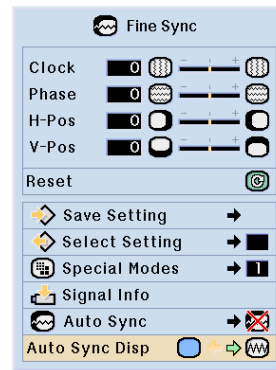 Fine Sync
Clock 0 - +
Phase 0 - +
H-Pos 0 - +
V-Pos 0 - +
Reset
Save Setting
Select Setting
Special Modes 1
Signal Info
Auto Sync
Auto Sync Disp